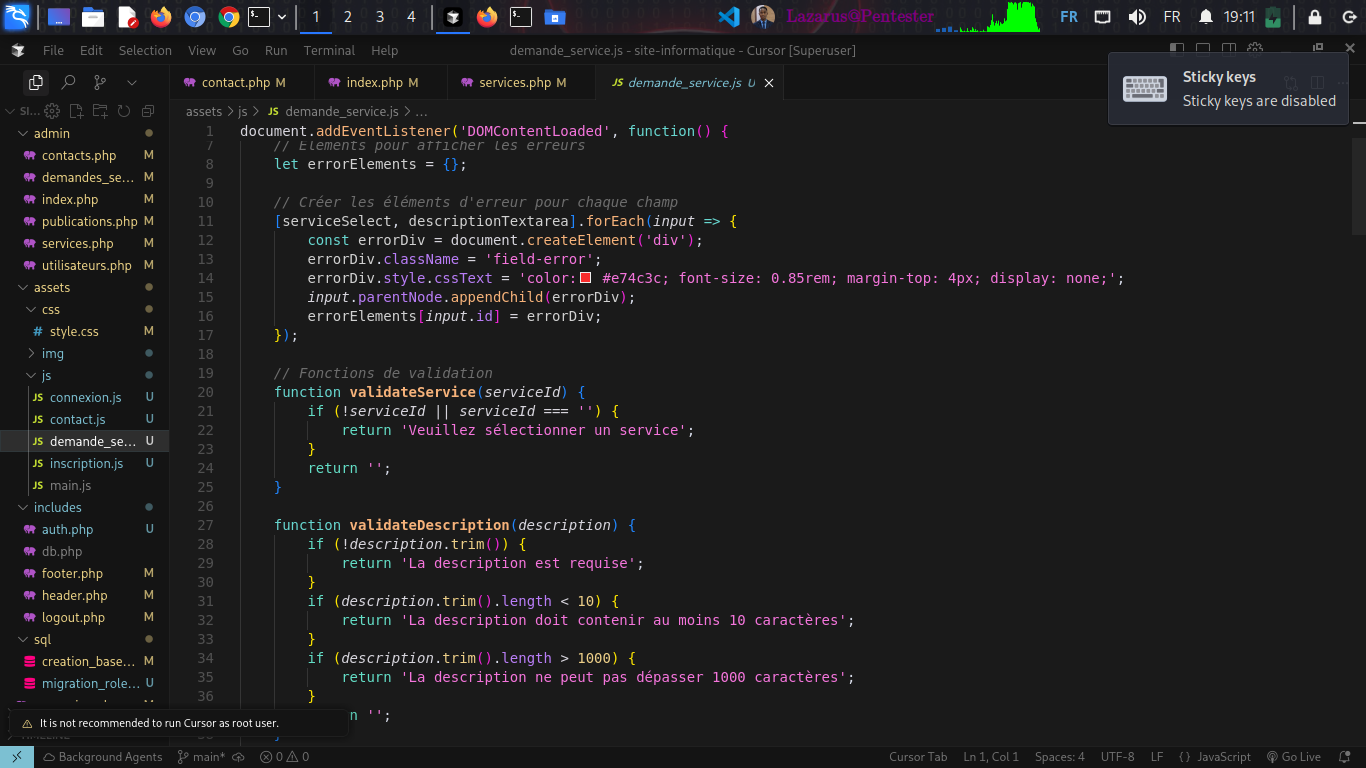 1 2 3 4 Lazarus@Pentester FR FR 19:11
File Edit Selection View Go Run Terminal Help demande_service.js - site-informatique - Cursor [Superuser]
Sticky keys
Sticky keys are disabled
contact.php M index.php M services.php M JS demande_service.js U
SI...
assets > js > JS demande_service.js > ...
admin
contacts.php M
demandes_se... M
index.php M
publications.php M
services.php M
utilisateurs.php M
assets
css
# style.css M
img
js
JS connexion.js U
JS contact.js U
JS demande_se... U
JS inscription.js U
JS main.js
includes
auth.php U
db.php
footer.php M
header.php M
logout.php M
sql
creation_base... M
migration_role... U
1 document.addEventListener('DOMContentLoaded', function() {
7 // Éléments pour afficher les erreurs
8 let errorElements = {};
9
10 // Créer les éléments d'erreur pour chaque champ
11 [serviceSelect, descriptionTextarea].forEach(input => {
12 const errorDiv = document.createElement('div');
13 errorDiv.className = 'field-error';
14 errorDiv.style.cssText = 'color: #e74c3c; font-size: 0.85rem; margin-top: 4px; display: none;';
15 input.parentNode.appendChild(errorDiv);
16 errorElements[input.id] = errorDiv;
17 });
18
19 // Fonctions de validation
20 function validateService(serviceId) {
21 if (!serviceId || serviceId === '') {
22 return 'Veuillez sélectionner un service';
23 }
24 return '';
25 }
26
27 function validateDescription(description) {
28 if (!description.trim()) {
29 return 'La description est requise';
30 }
31 if (description.trim().length < 10) {
32 return 'La description doit contenir au moins 10 caractères';
33 }
34 if (description.trim().length > 1000) {
35 return 'La description ne peut pas dépasser 1000 caractères';
36 }
n '';
}
It is not recommended to run Cursor as root user.
Background Agents main* 0 0 Cursor Tab Ln 1, Col 1 Spaces: 4 UTF-8 LF {} JavaScript Go Live